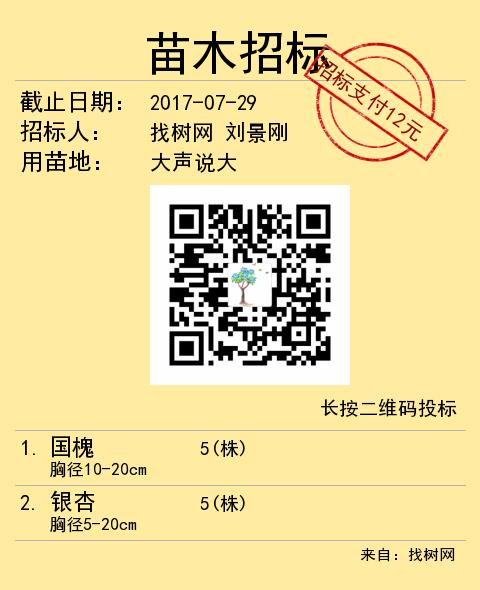 苗木招标
招标支付12元
截止日期： 2017-07-29
招标人： 找树网 刘景刚
用苗地： 大声说大
长按二维码投标
1. 国槐 5(株)
胸径10-20cm
2. 银杏 5(株)
胸径5-20cm
来自：找树网